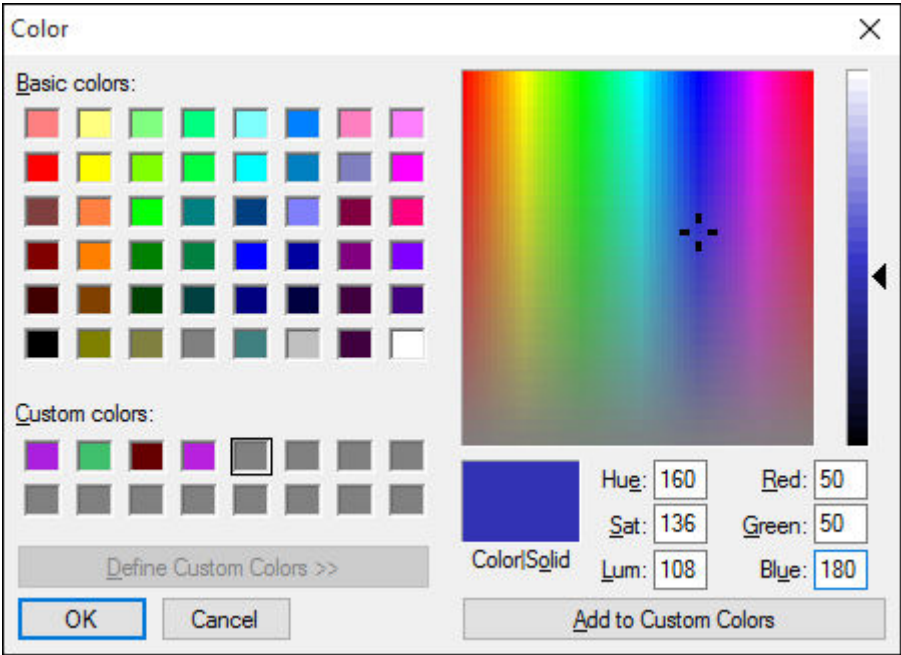 Color
Basic colors:
Custom colors:
Define Custom Colors >>
OK
Cancel
Color|Solid
Hue: 160
Sat: 136
Lum: 108
Red: 50
Green: 50
Blue: 180
Add to Custom Colors